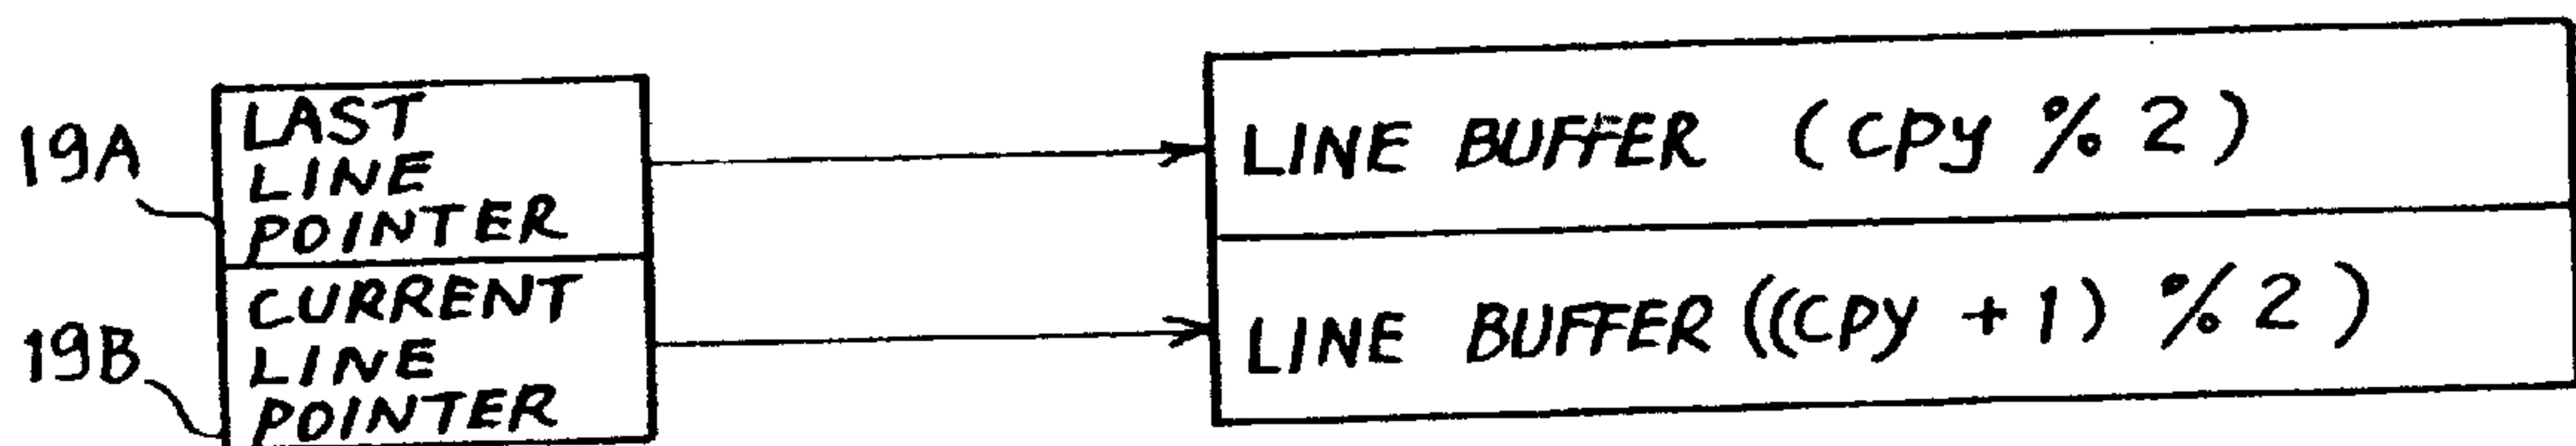 19A
LAST
LINE
POINTER
LINE BUFFER (CPY % 2)
19B
CURRENT
LINE
POINTER
LINE BUFFER ((CPY + 1) % 2)